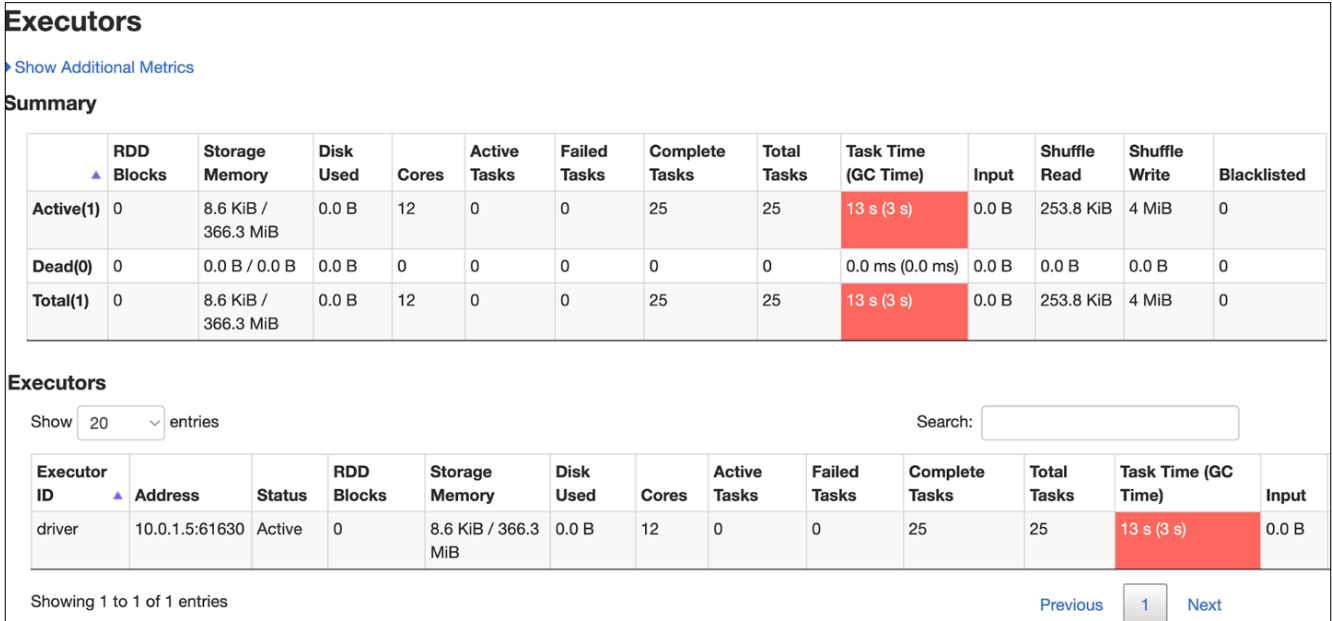 Executors
Show Additional Metrics
Summary
RDD Blocks Storage Memory Disk Used Cores Active Tasks Failed Tasks Complete Tasks Total Tasks Task Time (GC Time) Input Shuffle Read Shuffle Write Blacklisted
Active(1) 0 8.6 KiB / 366.3 MiB 0.0 B 12 0 0 25 25 13 s (3 s) 0.0 B 253.8 KiB 4 MiB 0
Dead(0) 0 0.0 B / 0.0 B 0.0 B 0 0 0 0 0 0.0 ms (0.0 ms) 0.0 B 0.0 B 0.0 B 0
Total(1) 0 8.6 KiB / 366.3 MiB 0.0 B 12 0 0 25 25 13 s (3 s) 0.0 B 253.8 KiB 4 MiB 0
Executors
Show 20 entries Search:
Executor ID Address Status RDD Blocks Storage Memory Disk Used Cores Active Tasks Failed Tasks Complete Tasks Total Tasks Task Time (GC Time) Input
driver 10.0.1.5:61630 Active 0 8.6 KiB / 366.3 MiB 0.0 B 12 0 0 25 25 13 s (3 s) 0.0 B
Showing 1 to 1 of 1 entries Previous 1 Next